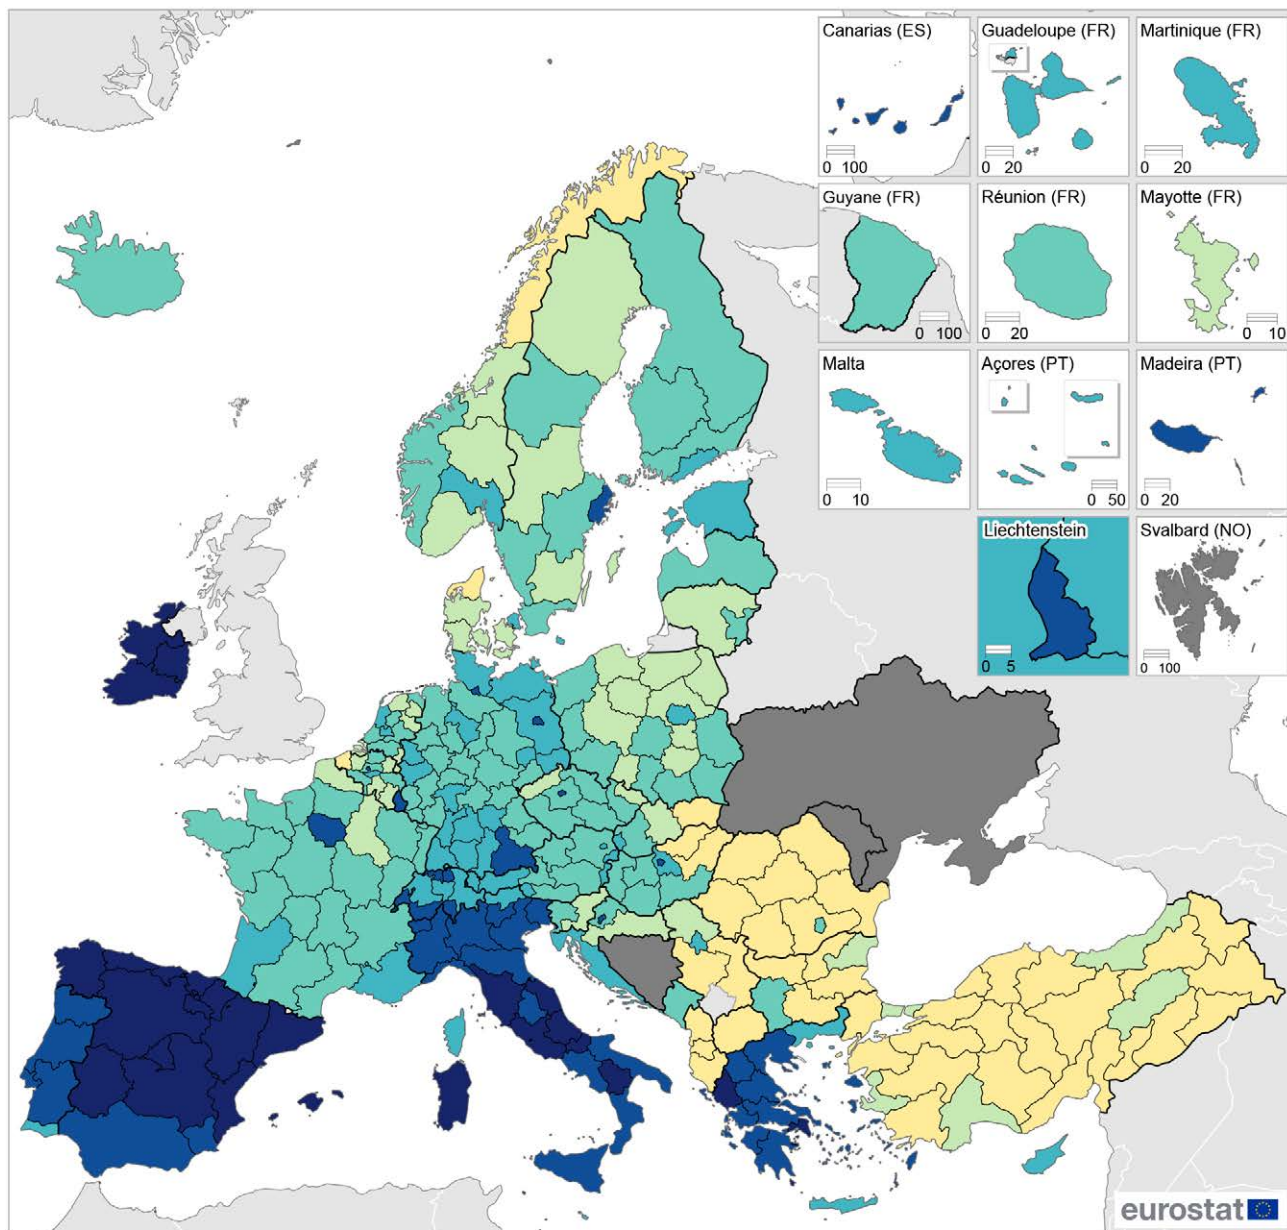 Canarias (ES)
0 100
Guadeloupe (FR)
0 20
Martinique (FR)
0 20
Guyane (FR)
0 100
Réunion (FR)
0 20
Mayotte (FR)
0 10
Malta
0 10
Açores (PT)
0 50
Madeira (PT)
0 20
Liechtenstein
0 5
Svalbard (NO)
0 100
eurostat